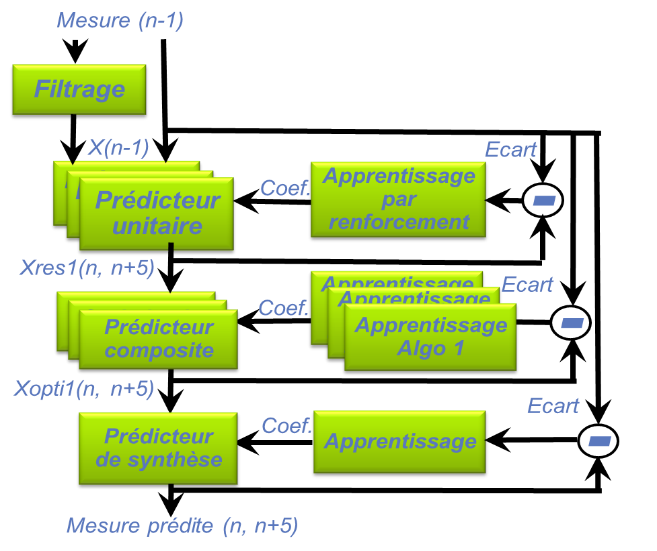 Mesure (n-1)
Filtrage
X(n-1)
Ecart
Prédicteur
unitaire
Coef.
Apprentissage
par
renforcement
Xres1(n, n+5)
Apprentissage
Apprentissage
Ecart
Coef.
Prédicteur
composite
Apprentissage
Algo 1
Xopti1(n, n+5)
Ecart
Prédicteur
de synthèse
Coef.
Apprentissage
Mesure prédite (n, n+5)